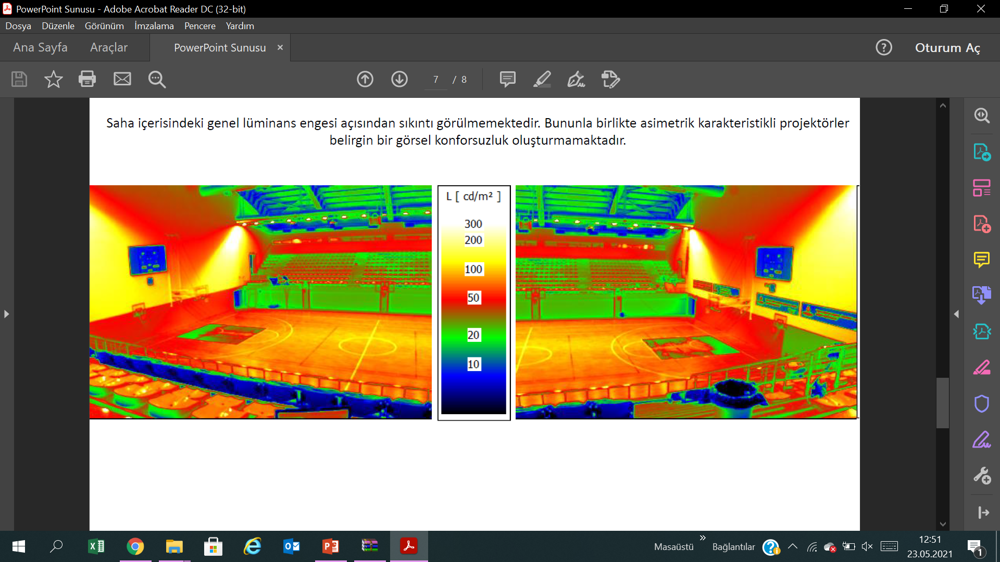 PowerPoint Sunusu - Adobe Acrobat Reader DC (32-bit)
Dosya Düzenle Görünüm İmzalama Pencere Yardım
Ana Sayfa Araçlar PowerPoint Sunusu × Oturum Aç
7 / 8
Saha içerisindeki genel lüminans engesi açısından sıkıntı görülmemektedir. Bununla birlikte asimetrik karakteristikli projektörler
belirgin bir görsel konforsuzluk oluşturmamaktadır.
L [ cd/m² ]
300
200
100
50
20
10
Masaüstü » Bağlantılar
12:51
23.05.2021
1